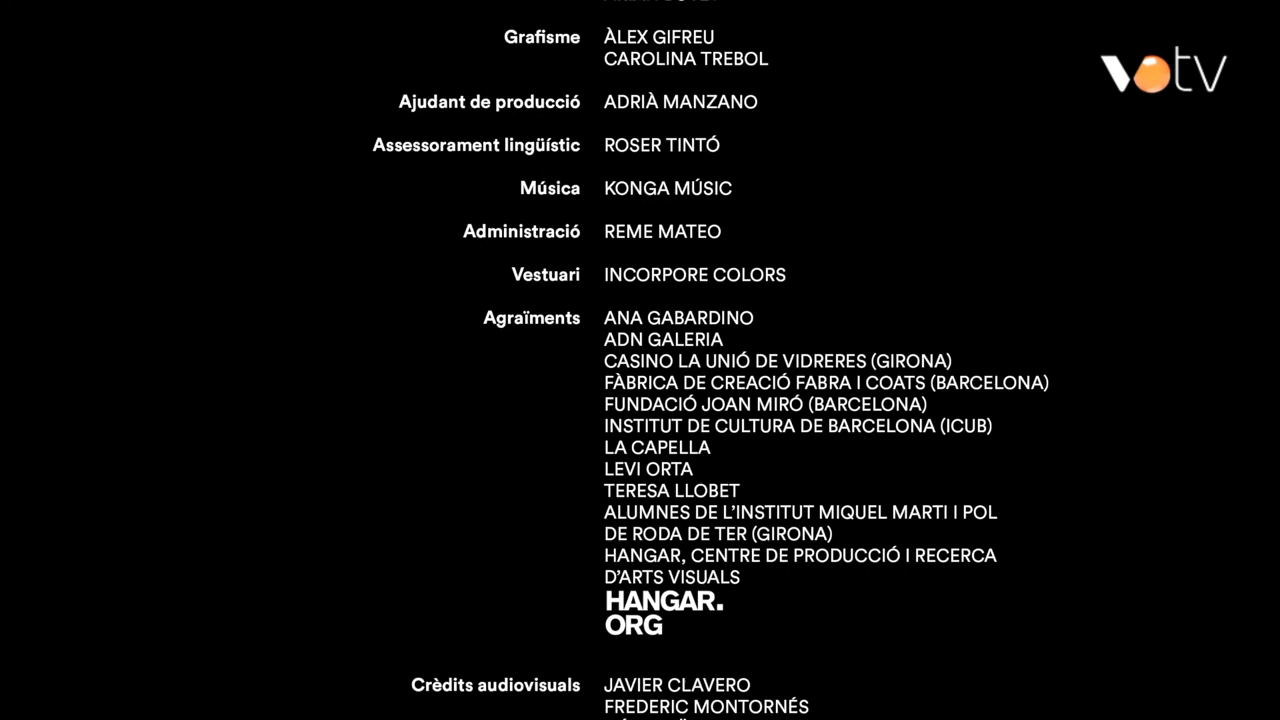 Grafisme ÀLEX GIFREU
CAROLINA TREBOL
votv
Ajudant de producció ADRIÀ MANZANO
Assessorament lingüístic ROSER TINTÓ
Música KONGA MÚSIC
Administració REME MATEO
Vestuari INCORPORE COLORS
Agraïments ANA GABARDINO
ADN GALERIA
CASINO LA UNIÓ DE VIDRERES (GIRONA)
FÀBRICA DE CREACIÓ FABRA I COATS (BARCELONA)
FUNDACIÓ JOAN MIRÓ (BARCELONA)
INSTITUT DE CULTURA DE BARCELONA (ICUB)
LA CAPELLA
LEVI ORTA
TERESA LLOBET
ALUMNES DE L’INSTITUT MIQUEL MARTI I POL
DE RODA DE TER (GIRONA)
HANGAR, CENTRE DE PRODUCCIÓ I RECERCA
D’ARTS VISUALS
HANGAR.
ORG
Crèdits audiovisuals JAVIER CLAVERO
FREDERIC MONTORNÉS